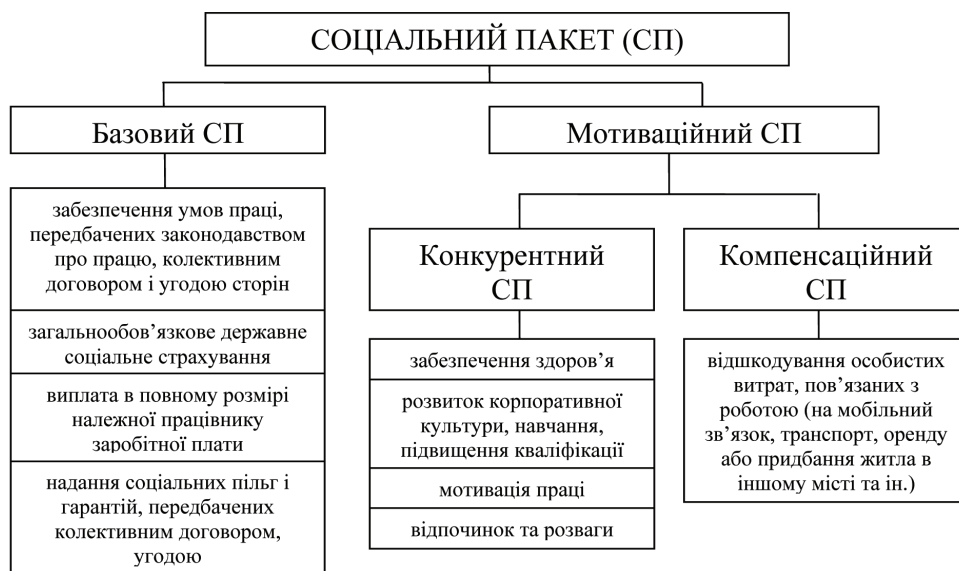 СОЦІАЛЬНИЙ ПАКЕТ (СП)
Базовий СП
забезпечення умов праці,
передбачених законодавством
про працю, колективним
договором і угодою сторін
загальнообов’язкове державне
соціальне страхування
виплата в повному розмірі
належної працівнику
заробітної плати
надання соціальних пільг і
гарантій, передбачених
колективним договором,
угодою
Мотиваційний СП
Конкурентний
СП
забезпечення здоров’я
розвиток корпоративної
культури, навчання,
підвищення кваліфікації
мотивація праці
відпочинок та розваги
Компенсаційний
СП
відшкодування особистих
витрат, пов’язаних з
роботою (на мобільний
зв’язок, транспорт, оренду
або придбання житла в
іншому місті та ін.)